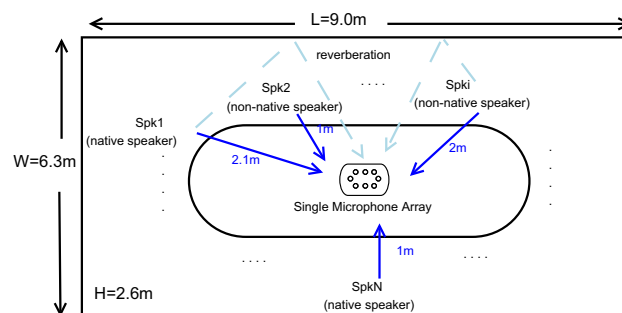 L=9.0m
reverberation
. . . .
Spk2
(non-native speaker)
Spki
(non-native speaker)
Spk1
(native speaker)
1m
2.1m
2m
W=6.3m
. . . .
. . . .
Single Microphone Array
1m
. . . .
. . . .
H=2.6m
SpkN
(native speaker)